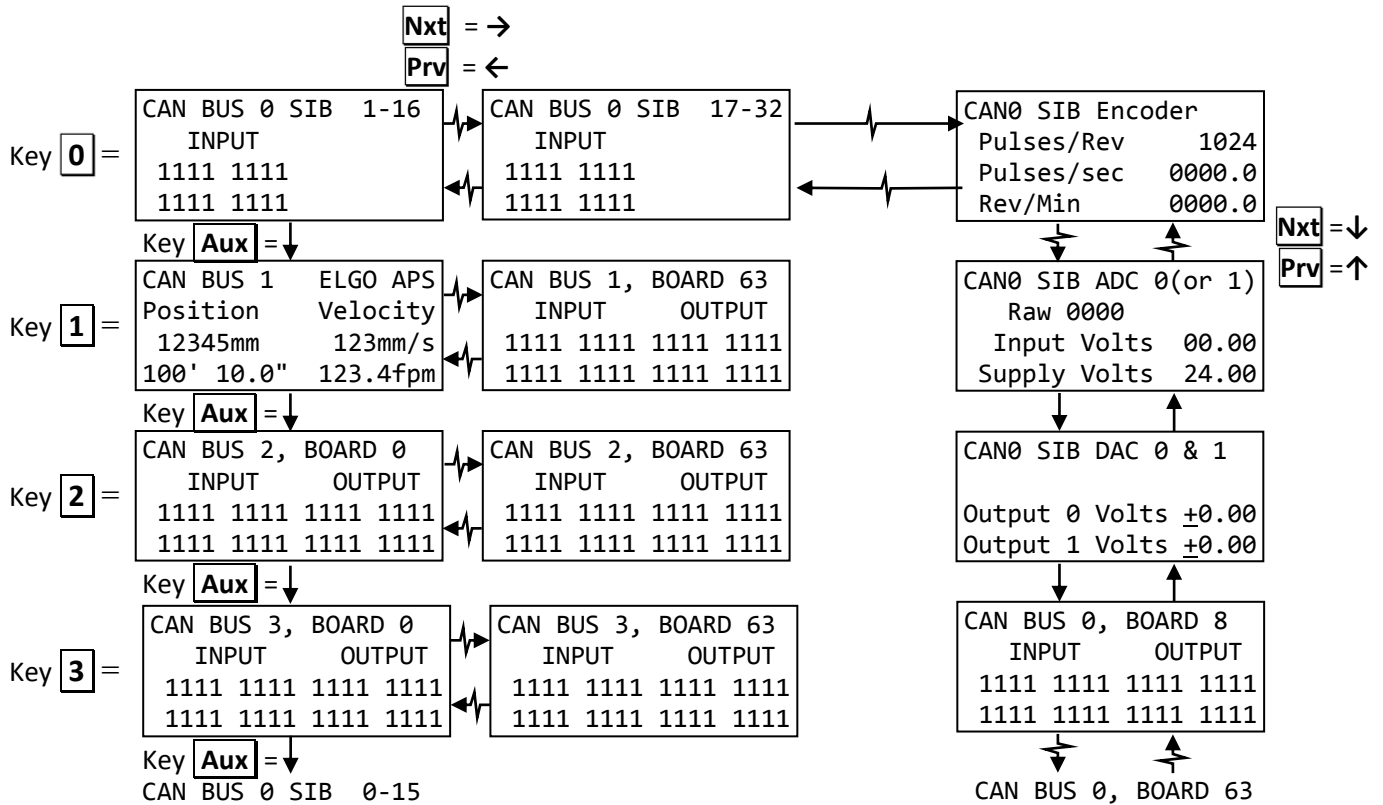 Nxt = →
Prv = ←
Key 0 =
CAN BUS 0 SIB 1-16
INPUT
1111 1111
1111 1111
CAN BUS 0 SIB 17-32
INPUT
1111 1111
1111 1111
CAN0 SIB Encoder
Pulses/Rev 1024
Pulses/sec 0000.0
Rev/Min 0000.0
Nxt =↓
Prv =↑
Key Aux =
Key 1 =
CAN BUS 1 ELGO APS
Position Velocity
12345mm 123mm/s
100' 10.0" 123.4fpm
CAN BUS 1, BOARD 63
INPUT OUTPUT
1111 1111 1111 1111
1111 1111 1111 1111
CAN0 SIB ADC 0(or 1)
Raw 0000
Input Volts 00.00
Supply Volts 24.00
Key Aux =
Key 2 =
CAN BUS 2, BOARD 0
INPUT OUTPUT
1111 1111 1111 1111
1111 1111 1111 1111
CAN BUS 2, BOARD 63
INPUT OUTPUT
1111 1111 1111 1111
1111 1111 1111 1111
CAN0 SIB DAC 0 & 1
Output 0 Volts +0.00
Output 1 Volts +0.00
Key Aux =
Key 3 =
CAN BUS 3, BOARD 0
INPUT OUTPUT
1111 1111 1111 1111
1111 1111 1111 1111
CAN BUS 3, BOARD 63
INPUT OUTPUT
1111 1111 1111 1111
1111 1111 1111 1111
CAN BUS 0, BOARD 8
INPUT OUTPUT
1111 1111 1111 1111
1111 1111 1111 1111
Key Aux =
CAN BUS 0 SIB 0-15
CAN BUS 0, BOARD 63